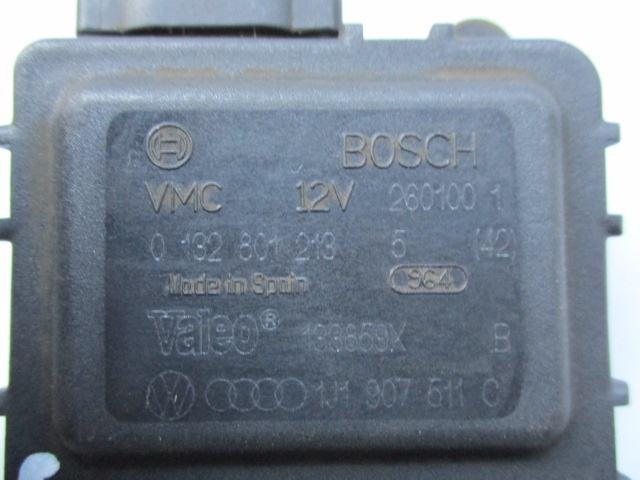 BOSCH
VMC 12V 260100 1
0 132 801 213 5 (42)
Made in Spain 964
Valeo® 133659X B
1J1 907 511 C